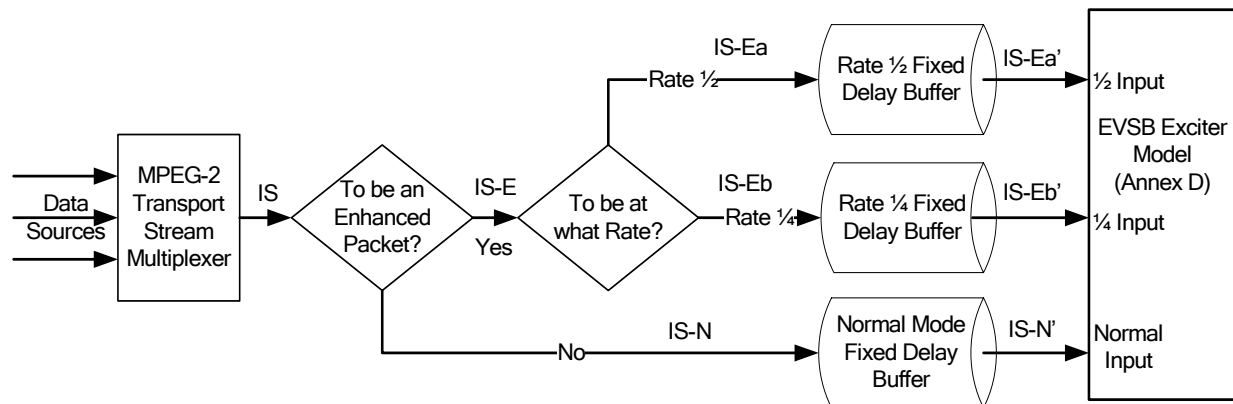 Data
Sources
MPEG-2
Transport
Stream
Multiplexer
IS
To be an
Enhanced
Packet?
IS-E
Yes
To be at
what Rate?
IS-Ea
Rate ½
Rate ½ Fixed
Delay Buffer
IS-Ea’
½ Input
IS-Eb
Rate ¼
Rate ¼ Fixed
Delay Buffer
IS-Eb’
¼ Input
No
IS-N
Normal Mode
Fixed Delay
Buffer
IS-N’
Normal
Input
EVSB Exciter
Model
(Annex D)